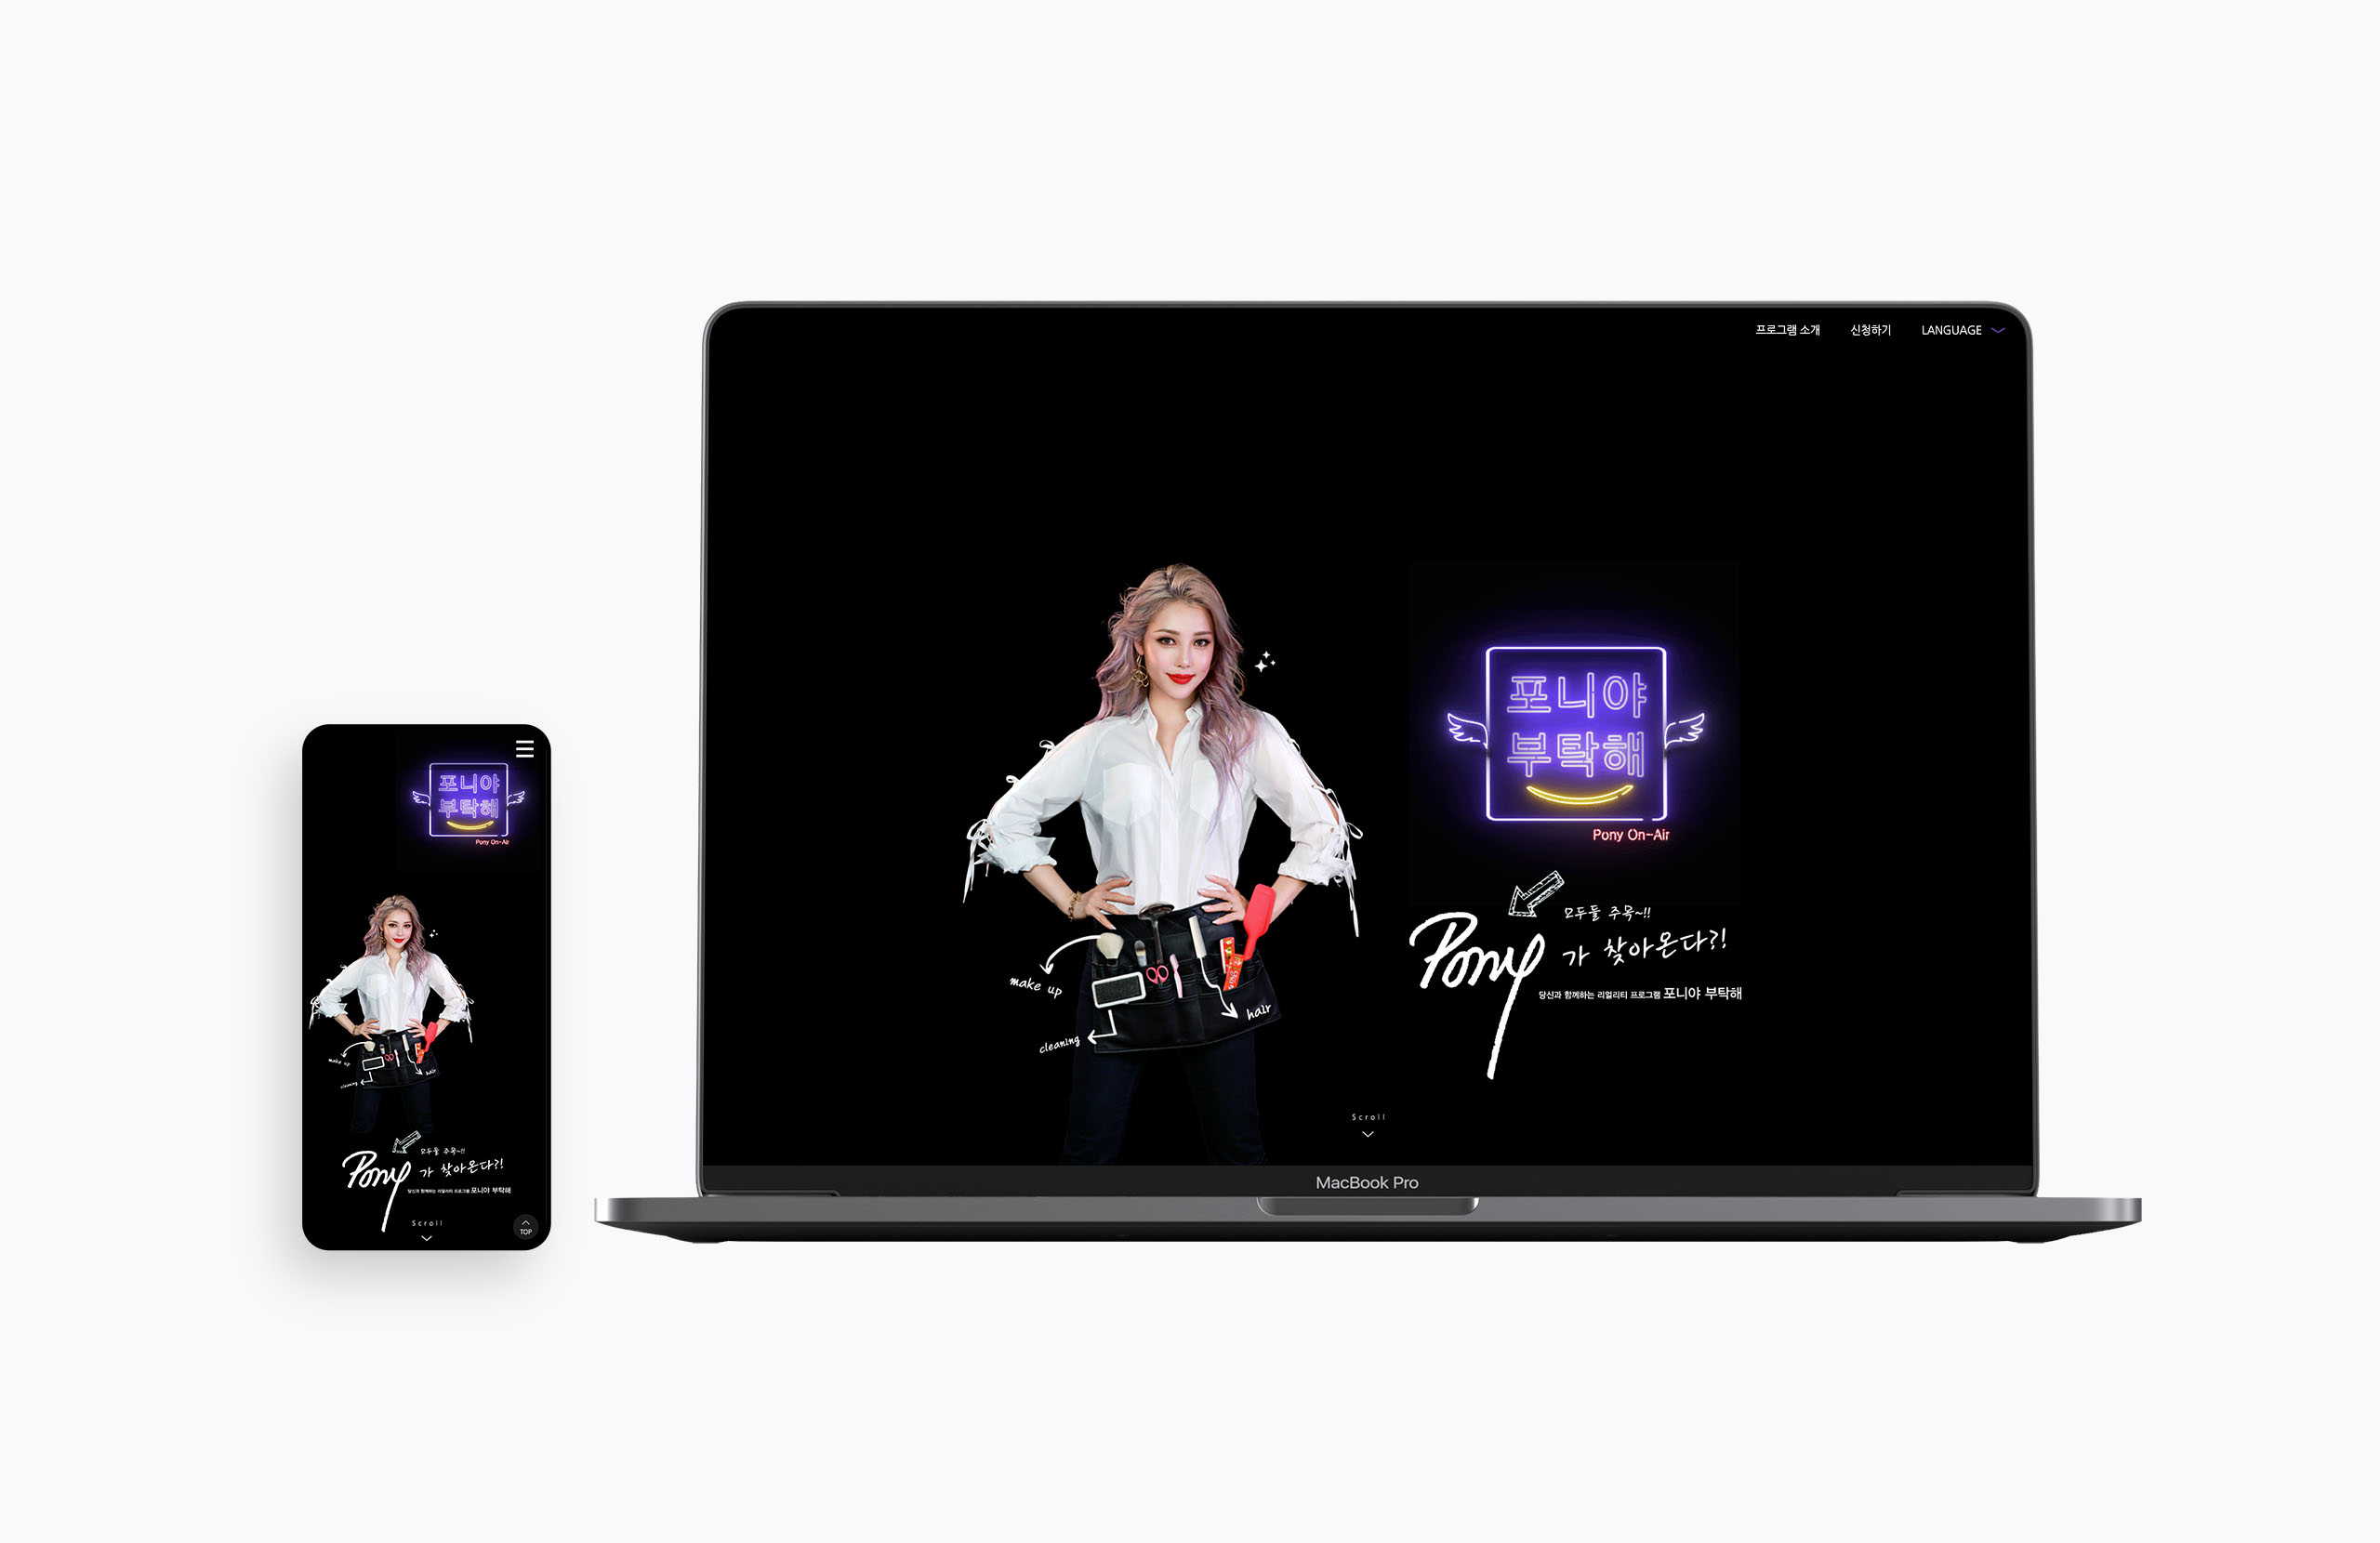 프로그램 소개 신청하기 LANGUAGE
포니야
부탁해
Pony On-Air
모두들 주목~!!
Pony 가 찾아온다?!
당신과 함께하는 리얼리티 프로그램 포니야 부탁해
make up
cleaning
hair
Scroll
MacBook Pro
포니야
부탁해
Pony On-Air
make up
cleaning
hair
모두들 주목~!!
Pony 가 찾아온다?!
당신과 함께하는 리얼리티 프로그램 포니야 부탁해
Scroll
TOP